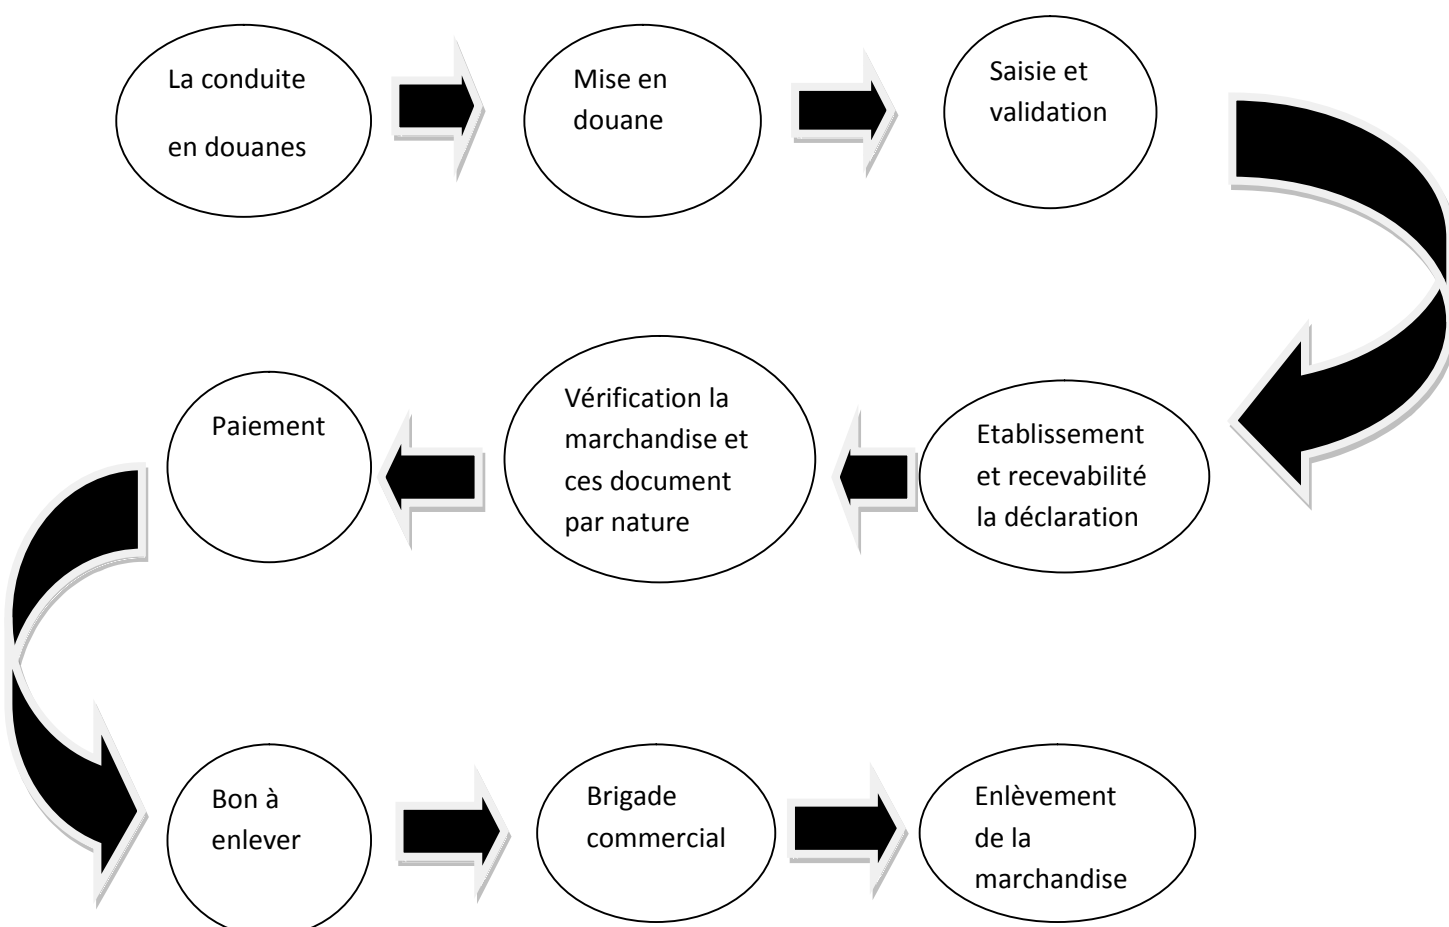 La conduite
en douanes
Mise en
douane
Saisie et
validation
Etablissement
et recevabilité
la déclaration
Vérification la
marchandise et
ces document
par nature
Paiement
Bon à
enlever
Brigade
commercial
Enlèvement
de la
marchandise